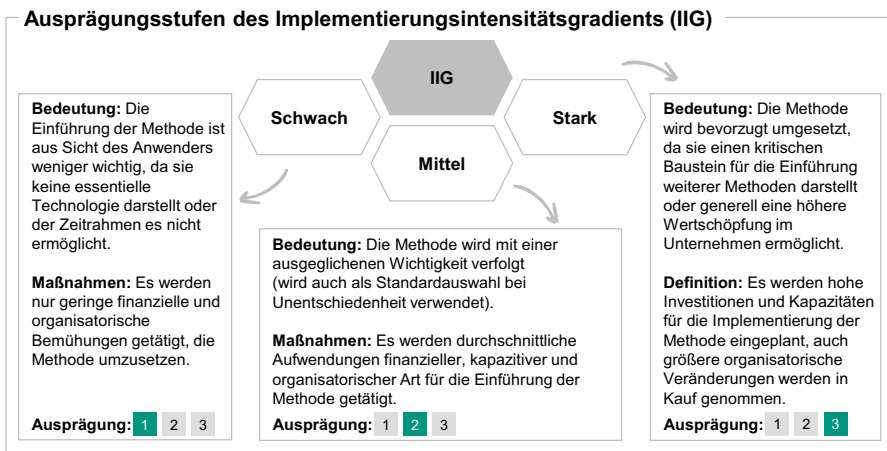 Ausprägungsstufen des Implementierungsintensitätsgradients (IIG)
IIG
Schwach
Stark
Mittel
Bedeutung: Die
Einführung der Methode ist
aus Sicht des Anwenders
weniger wichtig, da sie
keine essentielle
Technologie darstellt oder
der Zeitrahmen es nicht
ermöglicht.
Maßnahmen: Es werden
nur geringe finanzielle und
organisatorische
Bemühungen getätigt, die
Methode umzusetzen.
Ausprägung: 1 2 3
Bedeutung: Die Methode wird mit einer
ausgeglichenen Wichtigkeit verfolgt
(wird auch als Standardauswahl bei
Unentschiedenheit verwendet).
Maßnahmen: Es werden durchschnittliche
Aufwendungen finanzieller, kapazitiver und
organisatorischer Art für die Einführung der
Methode getätigt.
Ausprägung: 1 2 3
Bedeutung: Die Methode
wird bevorzugt umgesetzt,
da sie einen kritischen
Baustein für die Einführung
weiterer Methoden darstellt
oder generell eine höhere
Wertschöpfung im
Unternehmen ermöglicht.
Definition: Es werden hohe
Investitionen und Kapazitäten
für die Implementierung der
Methode eingeplant, auch
größere organisatorische
Veränderungen werden in
Kauf genommen.
Ausprägung: 1 2 3